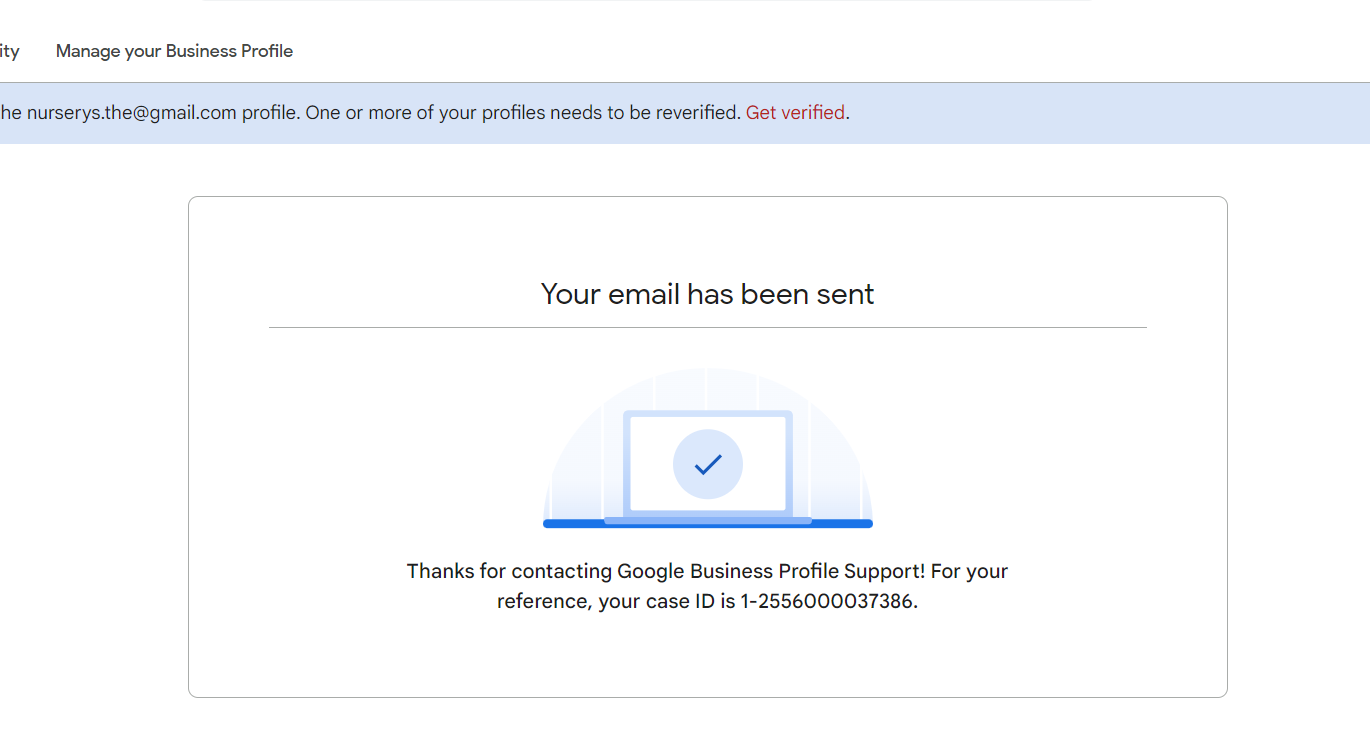 ity Manage your Business Profile
he nurserys.the@gmail.com profile. One or more of your profiles needs to be reverified. Get verified.
Your email has been sent
Thanks for contacting Google Business Profile Support! For your
reference, your case ID is 1-2556000037386.